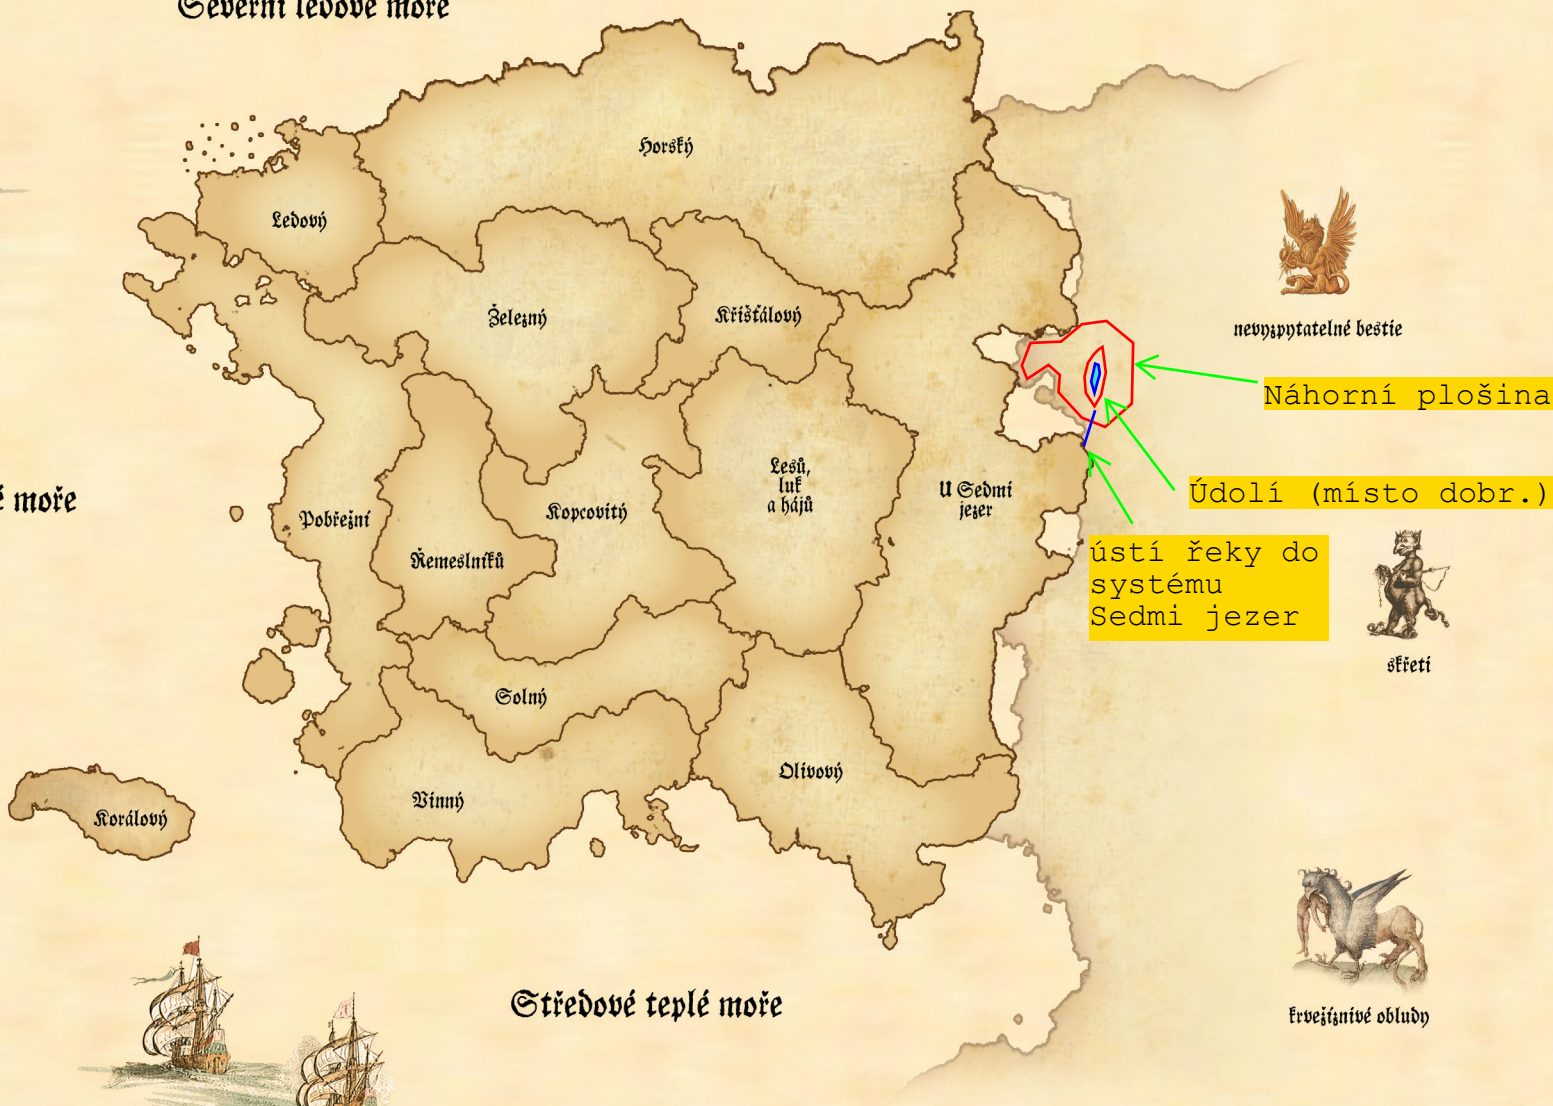 Severní ledové moře
Horský
Ledový
Železný
Křišťálový
nevyzpytatelné bestie
Náhorní plošina
Lesů,
luk
a hájů
U Sedmi
jezer
Údolí (místo dobr.)
é moře
Pobřežní
Kopcovitý
Řemeslníků
ústí řeky do
systému
Sedmi jezer
skřeti
Solný
Olivový
Vinný
Korálový
Středové teplé moře
krvežíznivé obludy